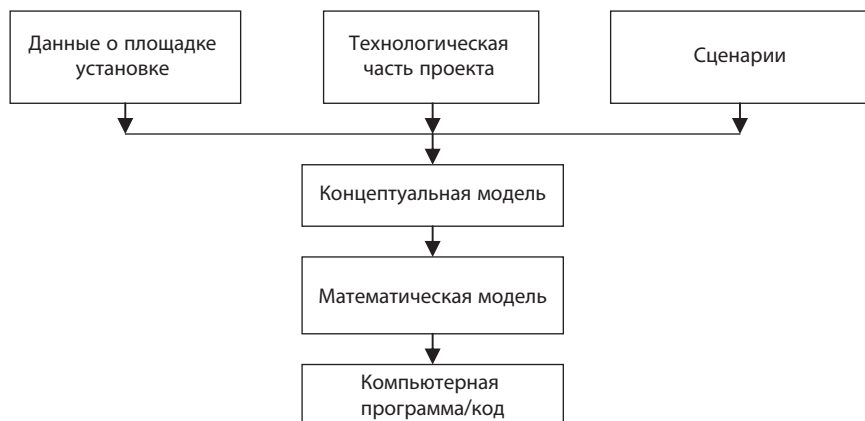 Данные о площадке
установке
Технологическая
часть проекта
Сценарии
Концептуальная модель
Математическая модель
Компьютерная
программа/код